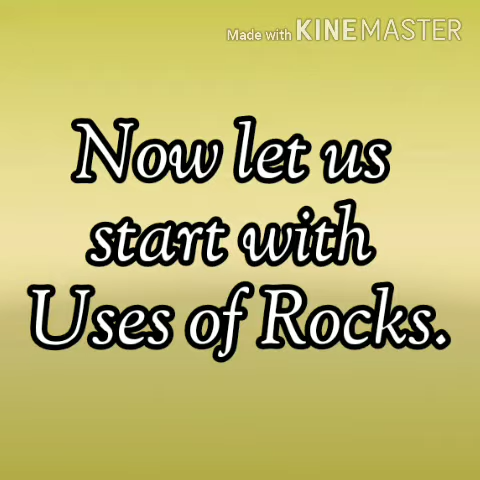 Made with KINEMASTER
Now let us
start with
Uses of Rocks.